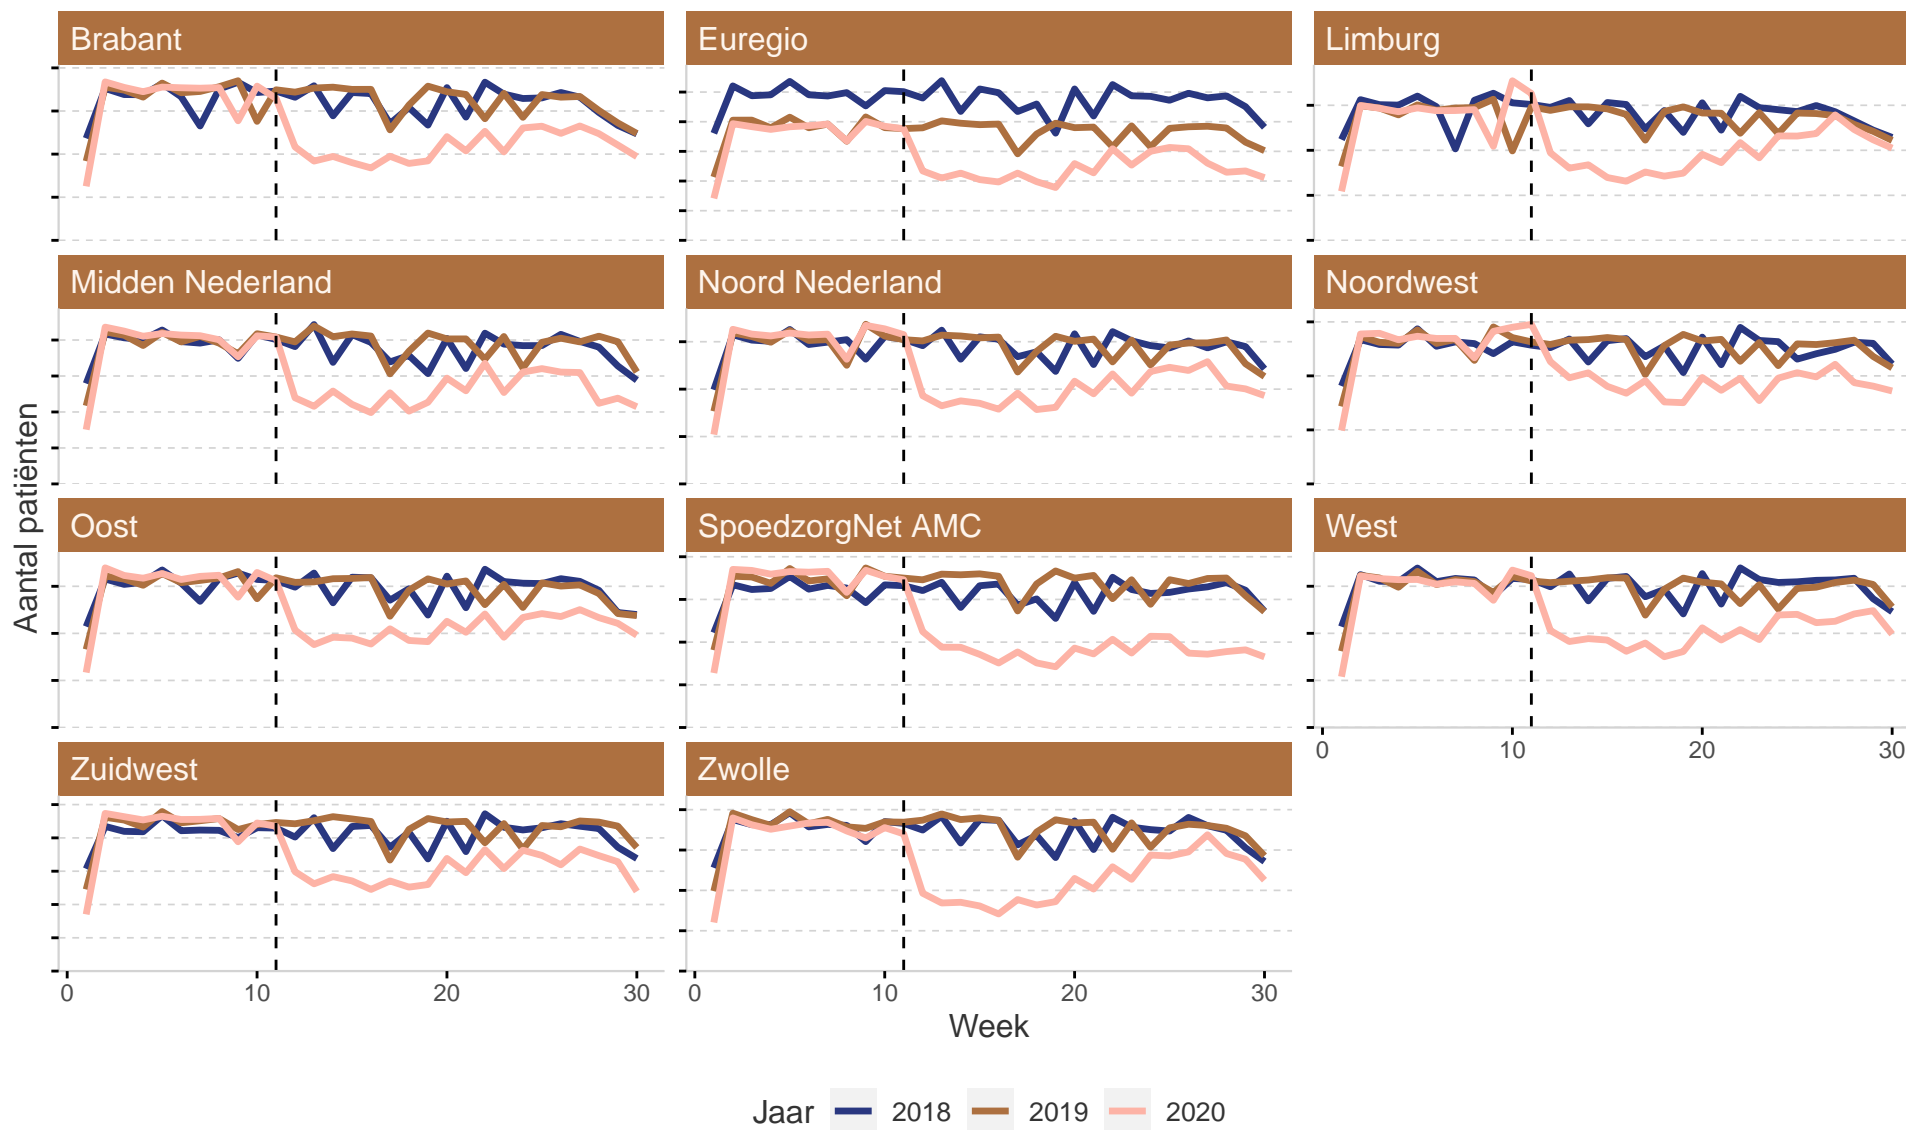 Brabant
Euregio
Limburg
Midden Nederland
Noord Nederland
Noordwest
Oost
SpoedzorgNet AMC
West
0 10 20 30
Zuidwest
Zwolle
0 10 20 30
0 10 20 30
Aantal patiënten
Week
Jaar 2018 2019 2020